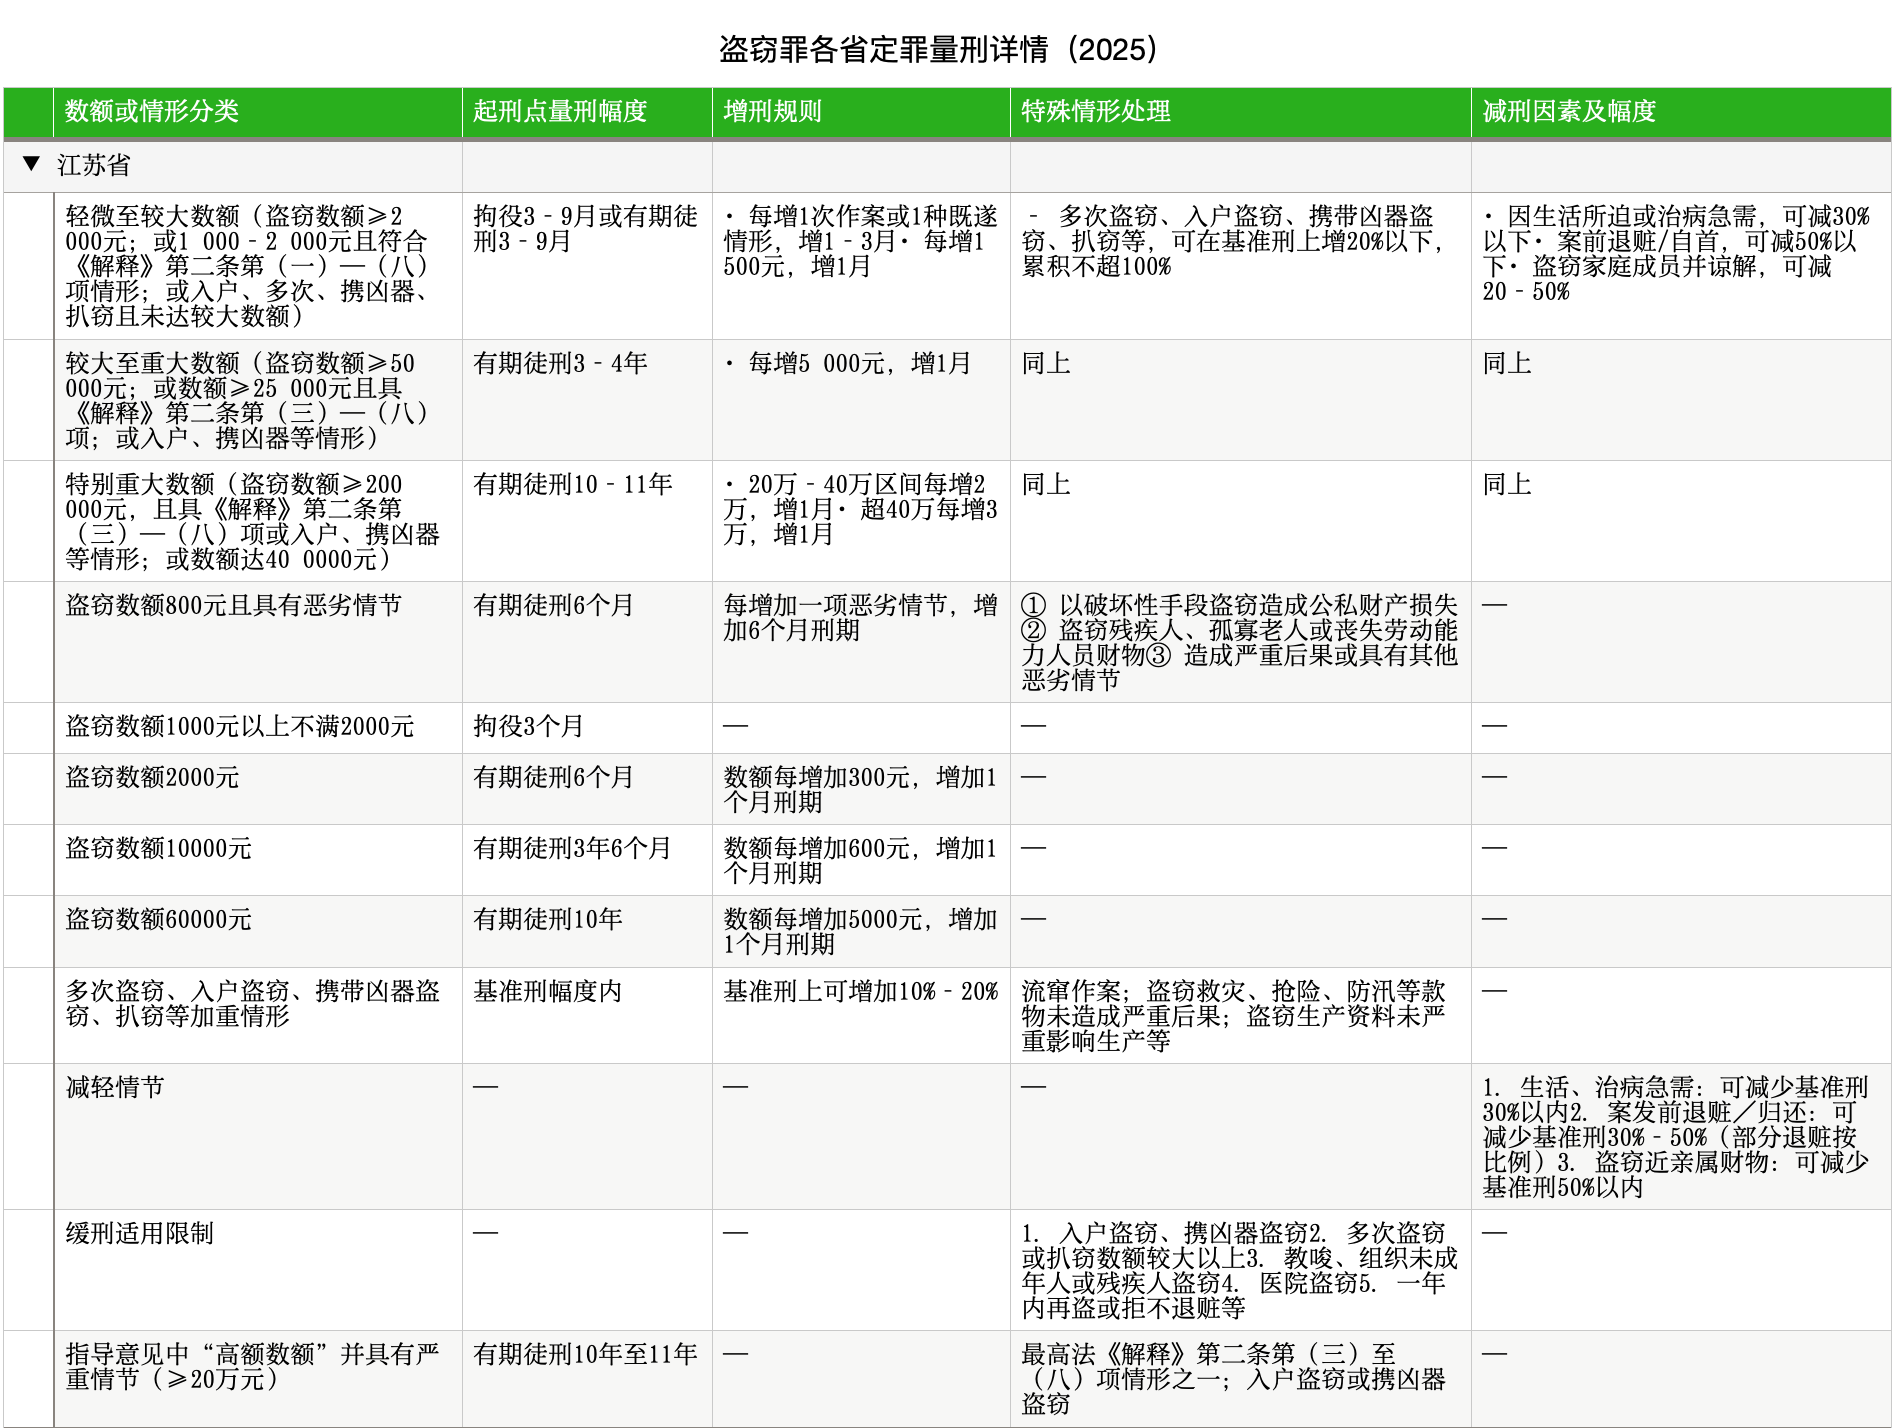 盗窃罪各省定罪量刑详情（2025）
数额或情形分类
起刑点量刑幅度
增刑规则
特殊情形处理
减刑因素及幅度
▼ 江苏省
轻微至较大数额（盗窃数额≥2
000元；或1 000－2 000元且符合
《解释》第二条第（一）—（八）
项情形；或入户、多次、携凶器、
扒窃且未达较大数额）
拘役3－9月或有期徒
刑3－9月
· 每增1次作案或1种既遂
情形，增1－3月· 每增1
500元，增1月
－ 多次盗窃、入户盗窃、携带凶器盗
窃、扒窃等，可在基准刑上增20%以下，
累积不超100%
· 因生活所迫或治病急需，可减30%
以下· 案前退赃/自首，可减50%以
下· 盗窃家庭成员并谅解，可减
20－50%
较大至重大数额（盗窃数额≥50
000元；或数额≥25 000元且具
《解释》第二条第（三）—（八）
项；或入户、携凶器等情形）
有期徒刑3－4年
· 每增5 000元，增1月
同上
同上
特别重大数额（盗窃数额≥200
000元，且具《解释》第二条第
（三）—（八）项或入户、携凶器
等情形；或数额达40 0000元）
有期徒刑10－11年
· 20万－40万区间每增2
万，增1月· 超40万每增3
万，增1月
同上
同上
盗窃数额800元且具有恶劣情节
有期徒刑6个月
每增加一项恶劣情节，增
加6个月刑期
① 以破坏性手段盗窃造成公私财产损失
② 盗窃残疾人、孤寡老人或丧失劳动能
力人员财物③ 造成严重后果或具有其他
恶劣情节
—
盗窃数额1000元以上不满2000元
拘役3个月
—
—
—
盗窃数额2000元
有期徒刑6个月
数额每增加300元，增加1
个月刑期
—
—
盗窃数额10000元
有期徒刑3年6个月
数额每增加600元，增加1
个月刑期
—
—
盗窃数额60000元
有期徒刑10年
数额每增加5000元，增加
1个月刑期
—
—
多次盗窃、入户盗窃、携带凶器盗
窃、扒窃等加重情形
基准刑幅度内
基准刑上可增加10%－20%
流窜作案；盗窃救灾、抢险、防汛等款
物未造成严重后果；盗窃生产资料未严
重影响生产等
—
减轻情节
—
—
—
1. 生活、治病急需：可减少基准刑
30%以内2. 案发前退赃／归还：可
减少基准刑30%－50%（部分退赃按
比例）3. 盗窃近亲属财物：可减少
基准刑50%以内
缓刑适用限制
—
—
1. 入户盗窃、携凶器盗窃2. 多次盗窃
或扒窃数额较大以上3. 教唆、组织未成
年人或残疾人盗窃4. 医院盗窃5. 一年
内再盗或拒不退赃等
—
指导意见中“高额数额”并具有严
重情节（≥20万元）
有期徒刑10年至11年
—
最高法《解释》第二条第（三）至
（八）项情形之一；入户盗窃或携凶器
盗窃
—